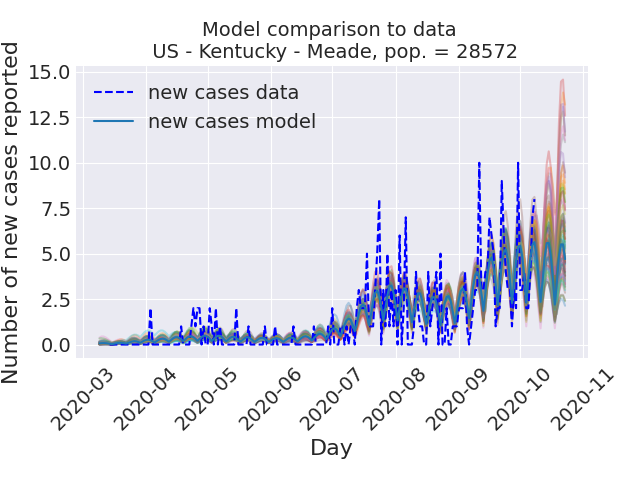 Model comparison to data
US - Kentucky - Meade, pop. = 28572
new cases data
new cases model
Number of new cases reported
15.0
12.5
10.0
7.5
5.0
2.5
0.0
2020-03
2020-04
2020-05
2020-06
2020-07
2020-08
2020-09
2020-10
2020-11
Day